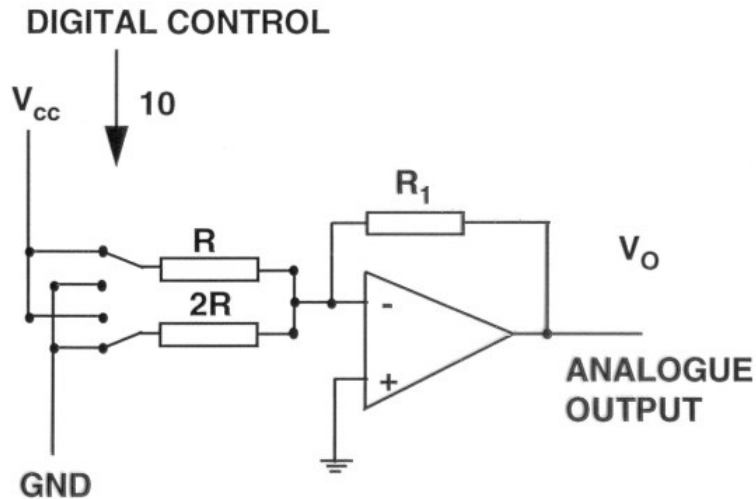 DIGITAL CONTROL
Vcc
10
R1
R
VO
2R
-
+
ANALOGUE
OUTPUT
GND